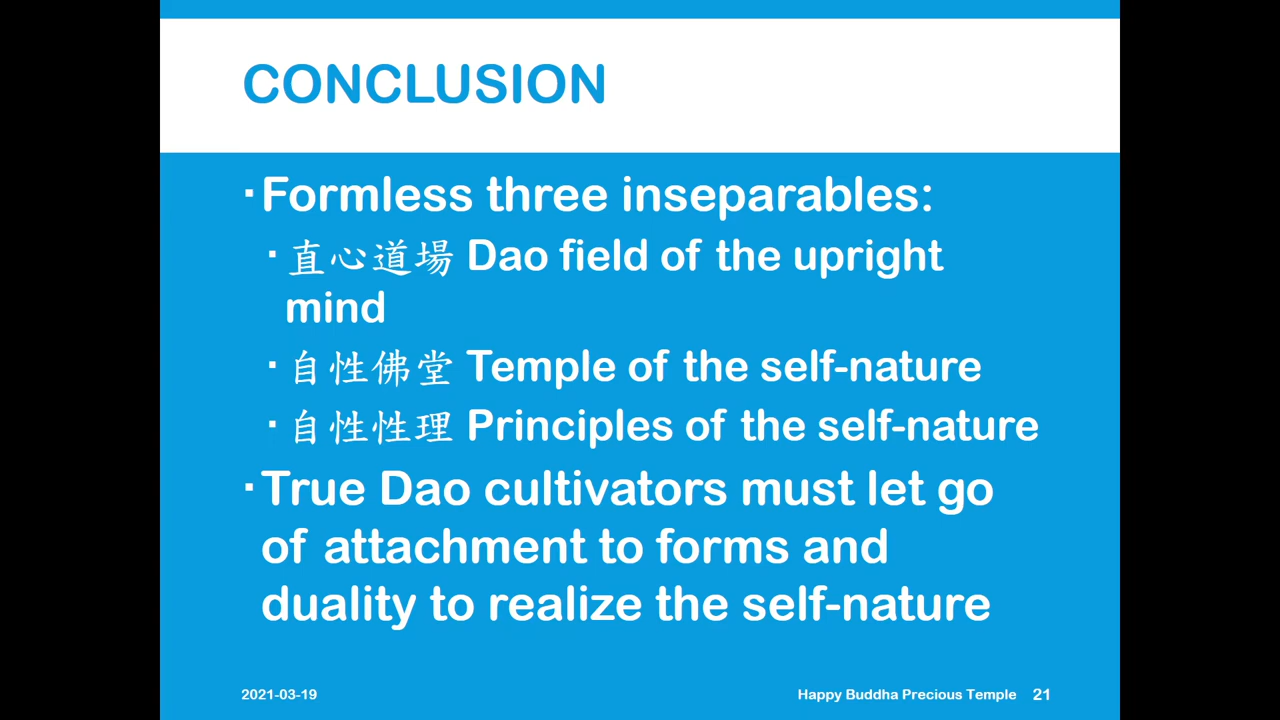 CONCLUSION
▪Formless three inseparables:
▪直心道場 Dao field of the upright
mind
▪自性佛堂 Temple of the self-nature
▪自性性理 Principles of the self-nature
▪True Dao cultivators must let go
of attachment to forms and
duality to realize the self-nature
2021-03-19 Happy Buddha Precious Temple 21